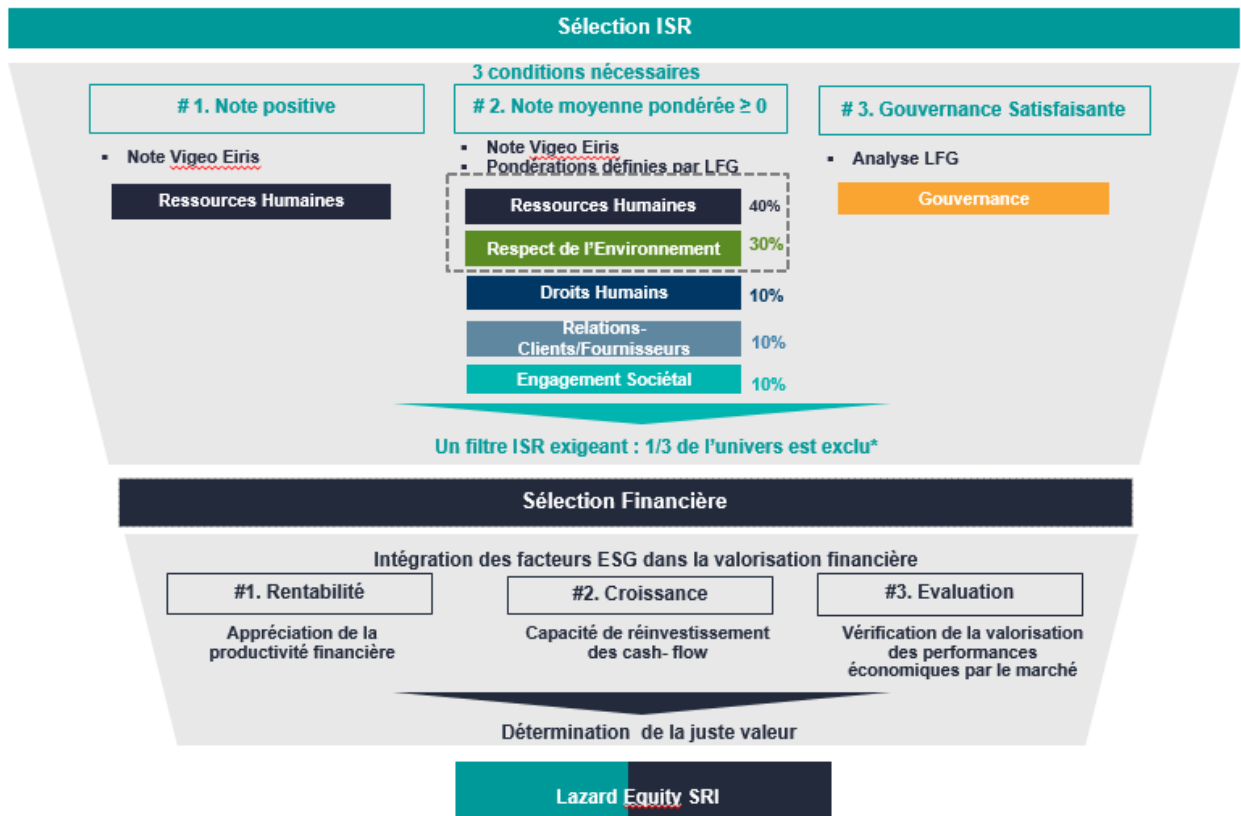 Sélection ISR
3 conditions nécessaires
# 1. Note positive
▪ Note Vigeo Eiris
Ressources Humaines
# 2. Note moyenne pondérée ≥ 0
▪ Note Vigeo Eiris
▪ Pondérations définies par LFG
Ressources Humaines 40%
Respect de l'Environnement 30%
Droits Humains 10%
Relations-
Clients/Fournisseurs 10%
Engagement Sociétal 10%
# 3. Gouvernance Satisfaisante
▪ Analyse LFG
Gouvernance
Un filtre ISR exigeant : 1/3 de l'univers est exclu*
Sélection Financière
Intégration des facteurs ESG dans la valorisation financière
#1. Rentabilité
Appréciation de la
productivité financière
#2. Croissance
Capacité de réinvestissement
des cash- flow
#3. Evaluation
Vérification de la valorisation
des performances
économiques par le marché
Détermination de la juste valeur
Lazard Equity SRI